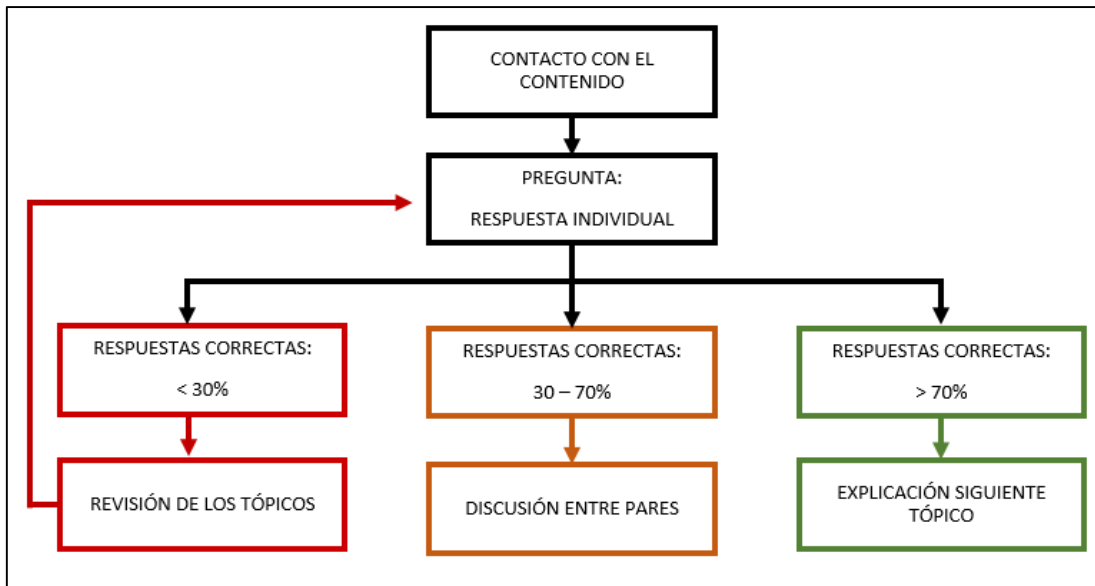 CONTACTO CON EL
CONTENIDO
PREGUNTA:
RESPUESTA INDIVIDUAL
RESPUESTAS CORRECTAS:
< 30%
RESPUESTAS CORRECTAS:
30 – 70%
RESPUESTAS CORRECTAS:
> 70%
REVISIÓN DE LOS TÓPICOS
DISCUSIÓN ENTRE PARES
EXPLICACIÓN SIGUIENTE
TÓPICO